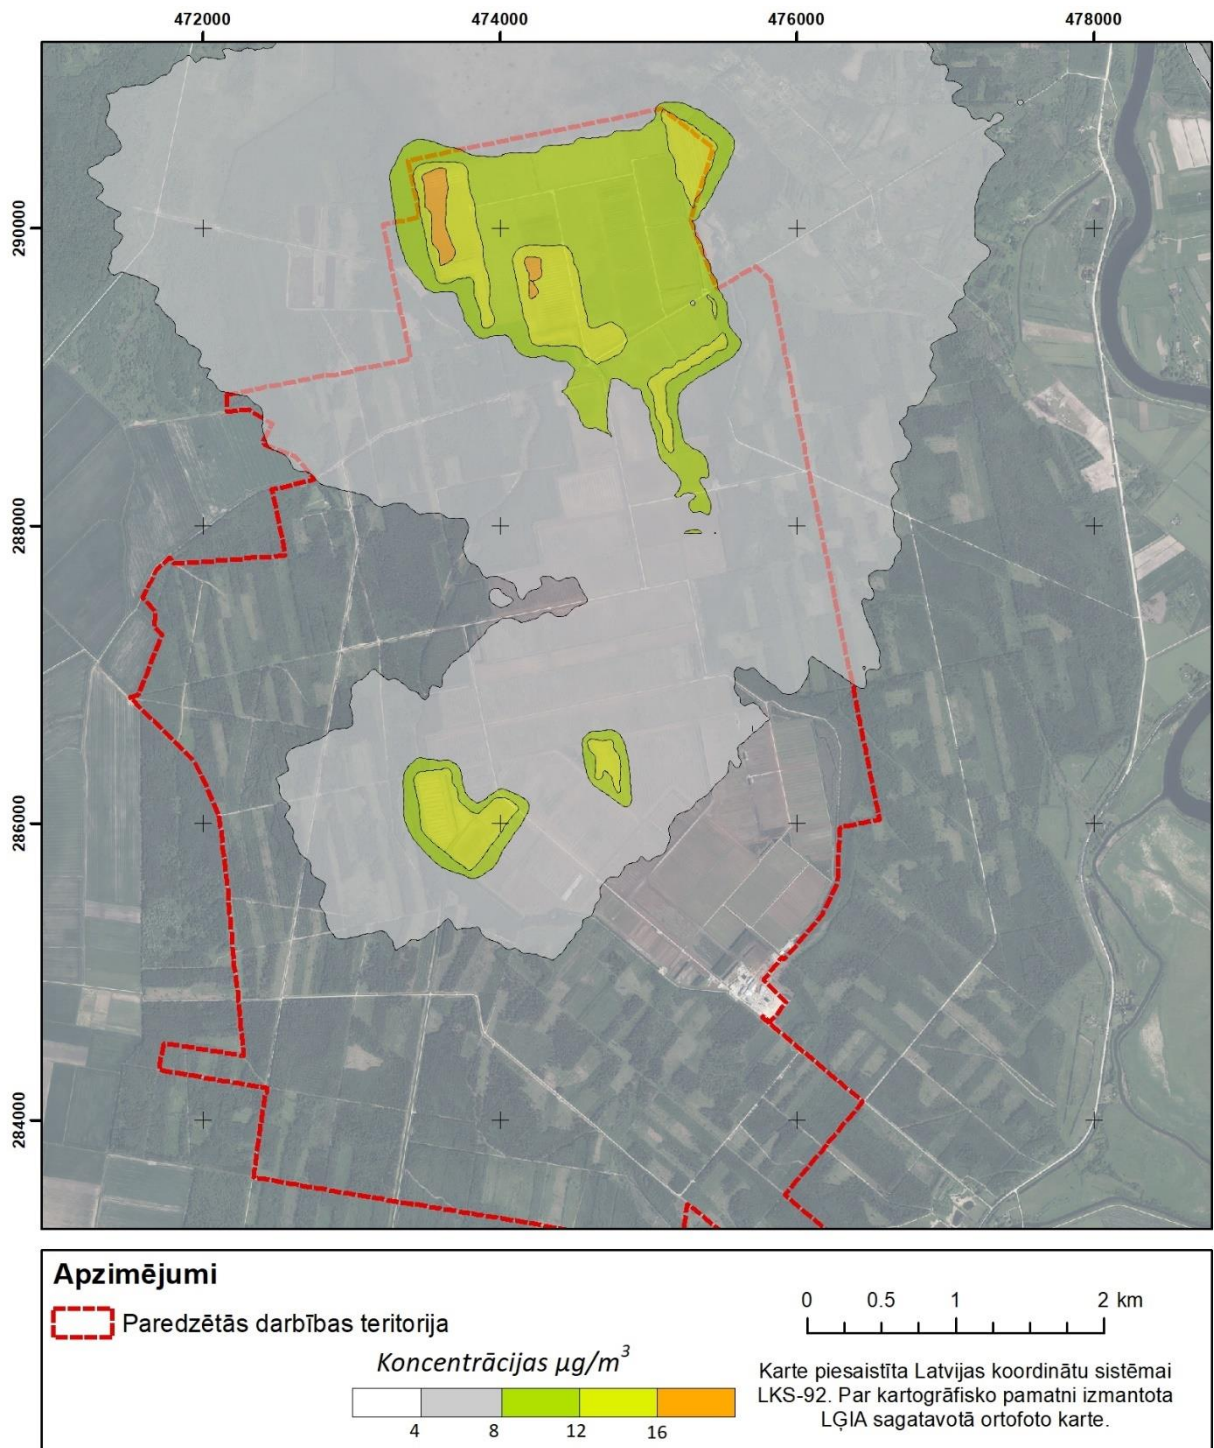 472000 474000 476000 478000
290000
288000
286000
284000
Apzīmējumi
Paredzētās darbības teritorija
Koncentrācijas µg/m³
4 8 12 16
0 0.5 1 2 km
Karte piesaistīta Latvijas koordinātu sistēmai
LKS-92. Par kartogrāfisko pamatni izmantota
LĢIA sagatavotā ortofoto karte.